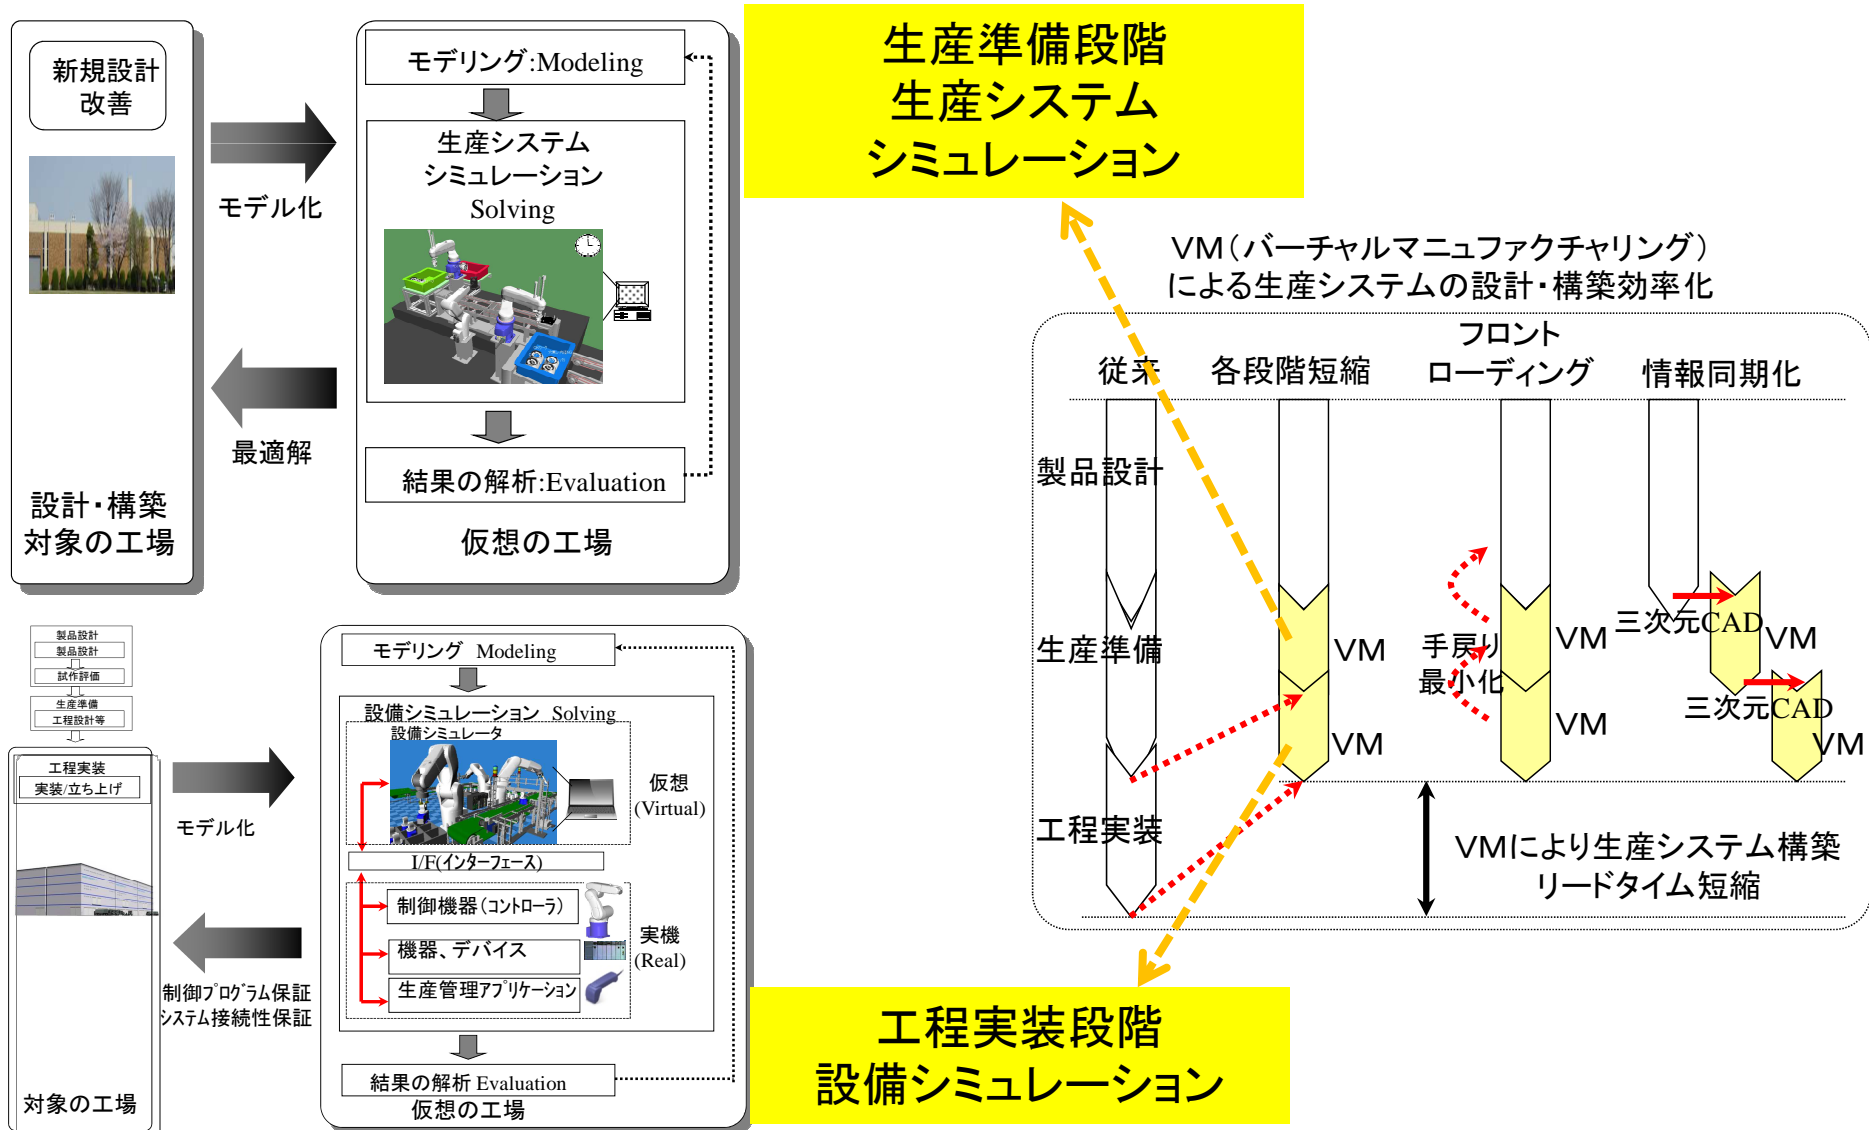 新規設計
改善
設計・構築
対象の工場
モデル化
最適解
モデリング:Modeling
生産システム
シミュレーション
Solving
結果の解析:Evaluation
仮想の工場
生産準備段階
生産システム
シミュレーション
VM(バーチャルマニュファクチャリング)
による生産システムの設計・構築効率化
従来
各段階短縮
フロント
ローディング
情報同期化
製品設計
生産準備
工程実装
VM
VM
手戻り
最小化
VM
VM
三次元CAD
VM
三次元CAD
VM
VMにより生産システム構築
リードタイム短縮
製品設計
製品設計
試作評価
生産準備
工程設計等
工程実装
実装/立ち上げ
対象の工場
モデル化
制御プログラム保証
システム接続性保証
モデリング Modeling
設備シミュレーション Solving
設備シミュレータ
仮想
(Virtual)
I/F(インターフェース)
制御機器(コントローラ)
機器、デバイス
生産管理アプリケーション
実機
(Real)
結果の解析 Evaluation
仮想の工場
工程実装段階
設備シミュレーション